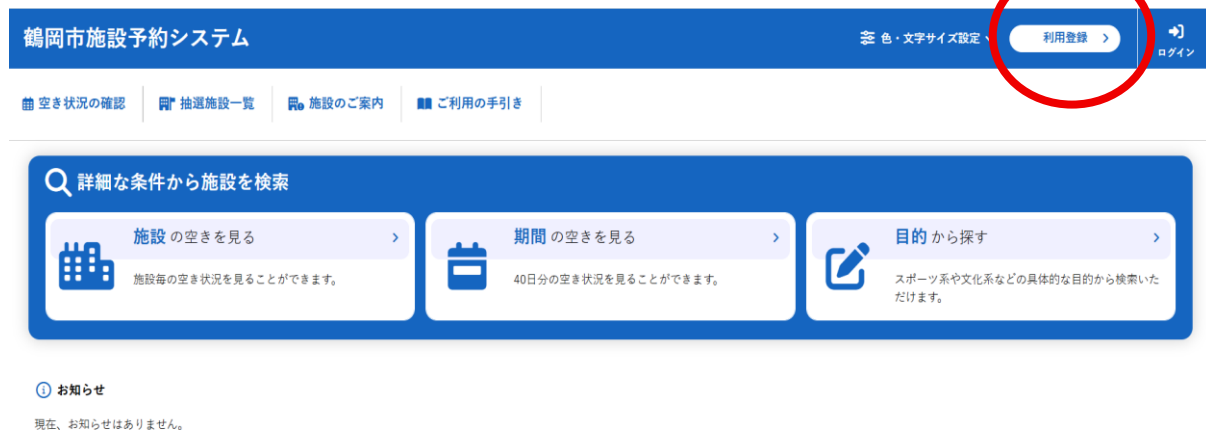 鶴岡市施設予約システム
色・文字サイズ設定
利用登録
ログイン
空き状況の確認
抽選施設一覧
施設のご案内
ご利用の手引き
詳細な条件から施設を検索
施設 の空きを見る
施設毎の空き状況を見ることができます。
期間 の空きを見る
40日分の空き状況を見ることができます。
目的 から探す
スポーツ系や文化系などの具体的な目的から検索いた
だけます。
お知らせ
現在、お知らせはありません。